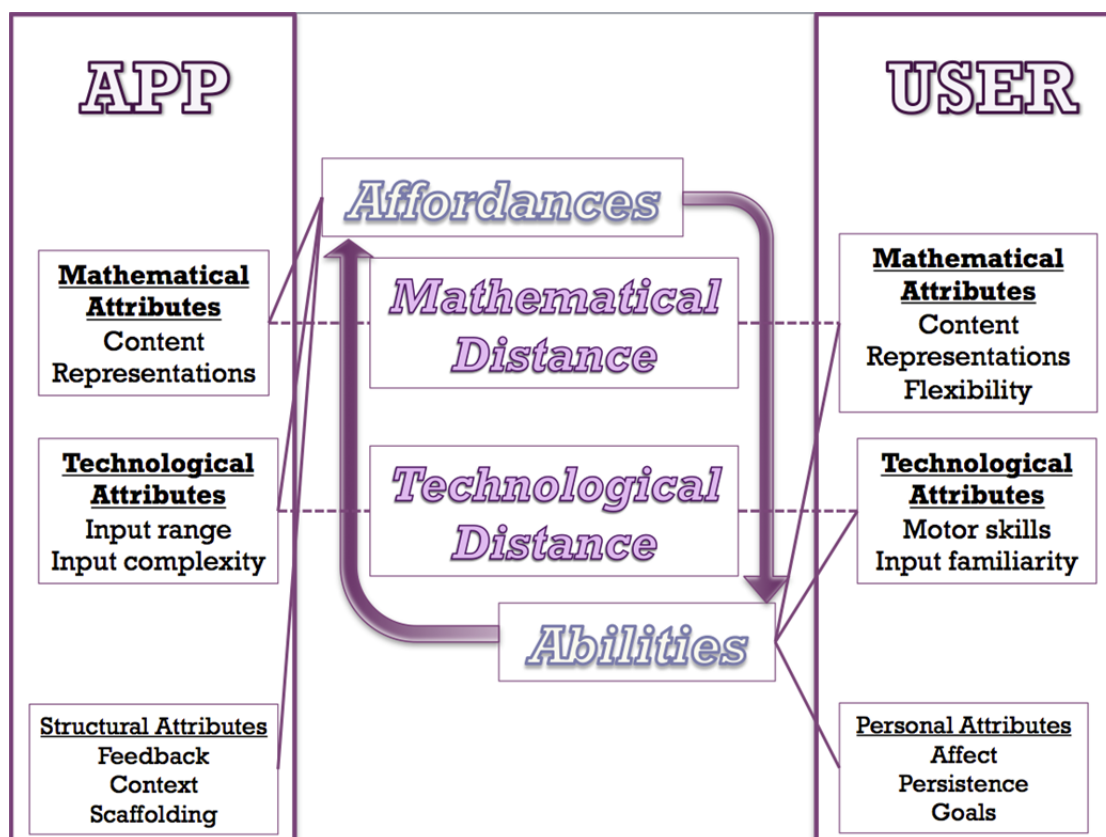 APP
Mathematical
Attributes
Content
Representations
Technological
Attributes
Input range
Input complexity
Structural Attributes
Feedback
Context
Scaffolding
Affordances
Mathematical
Distance
Technological
Distance
Abilities
USER
Mathematical
Attributes
Content
Representations
Flexibility
Technological
Attributes
Motor skills
Input familiarity
Personal Attributes
Affect
Persistence
Goals